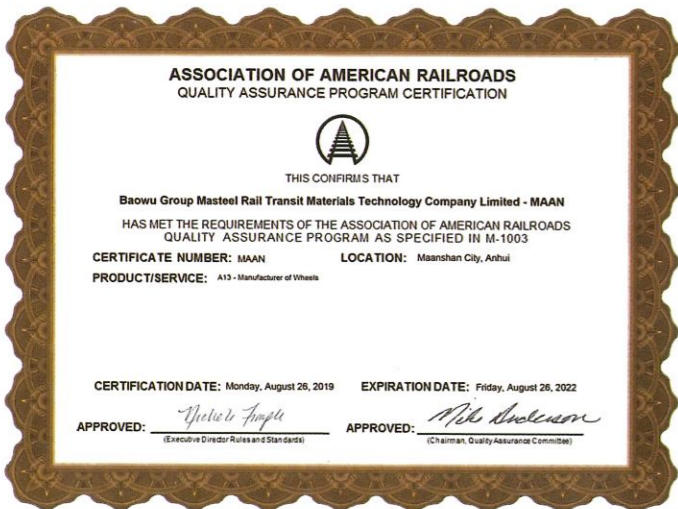 ASSOCIATION OF AMERICAN RAILROADS
QUALITY ASSURANCE PROGRAM CERTIFICATION
THIS CONFIRMS THAT
Baowu Group Masteel Rail Transit Materials Technology Company Limited - MAAN
HAS MET THE REQUIREMENTS OF THE ASSOCIATION OF AMERICAN RAILROADS
QUALITY ASSURANCE PROGRAM AS SPECIFIED IN M-1003
CERTIFICATE NUMBER: MAAN LOCATION: Maanshan City, Anhui
PRODUCT/SERVICE: A13 - Manufacturer of Wheels
CERTIFICATION DATE: Monday, August 26, 2019 EXPIRATION DATE: Friday, August 26, 2022
APPROVED: APPROVED: Mike Anderson
(Executive Director Rules and Standards) (Chairman, Quality Assurance Committee)